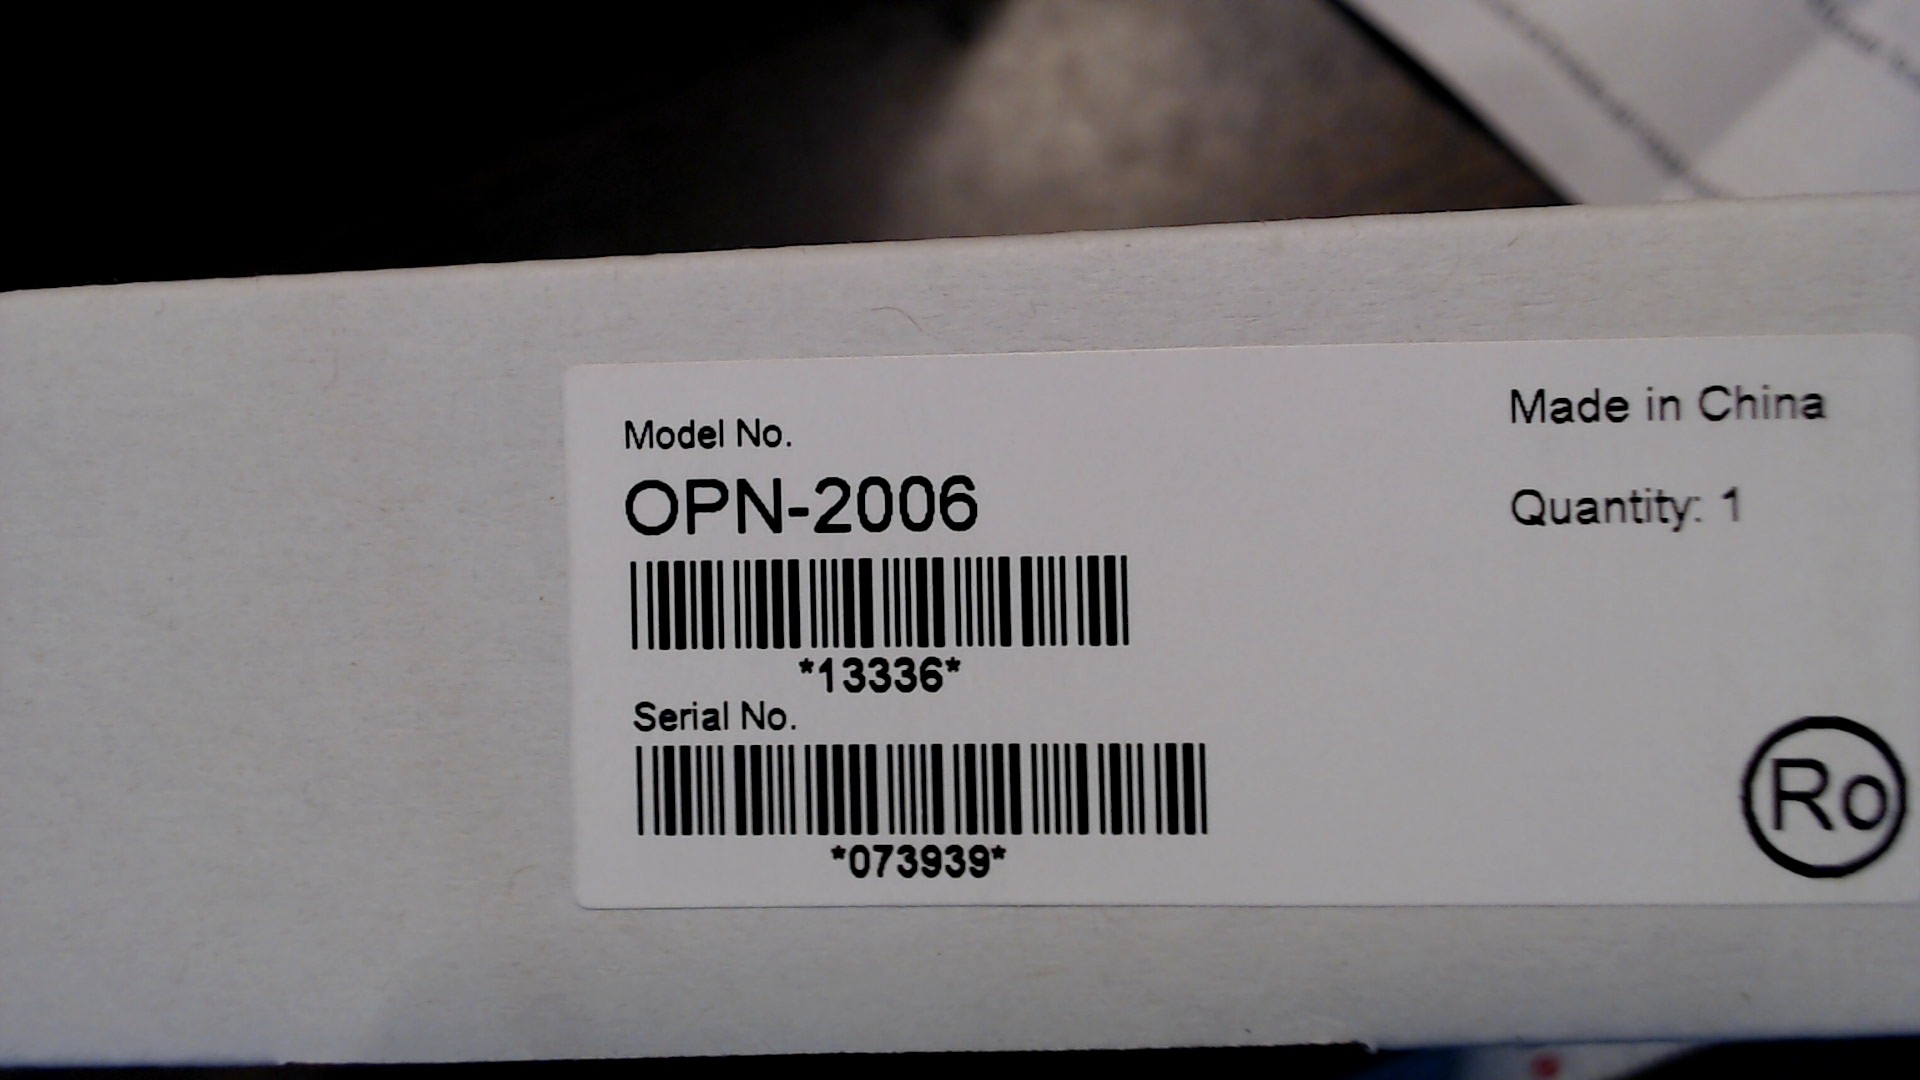 Model No.
OPN-2006
*13336*
Serial No.
*073939*
Made in China
Quantity: 1
Ro